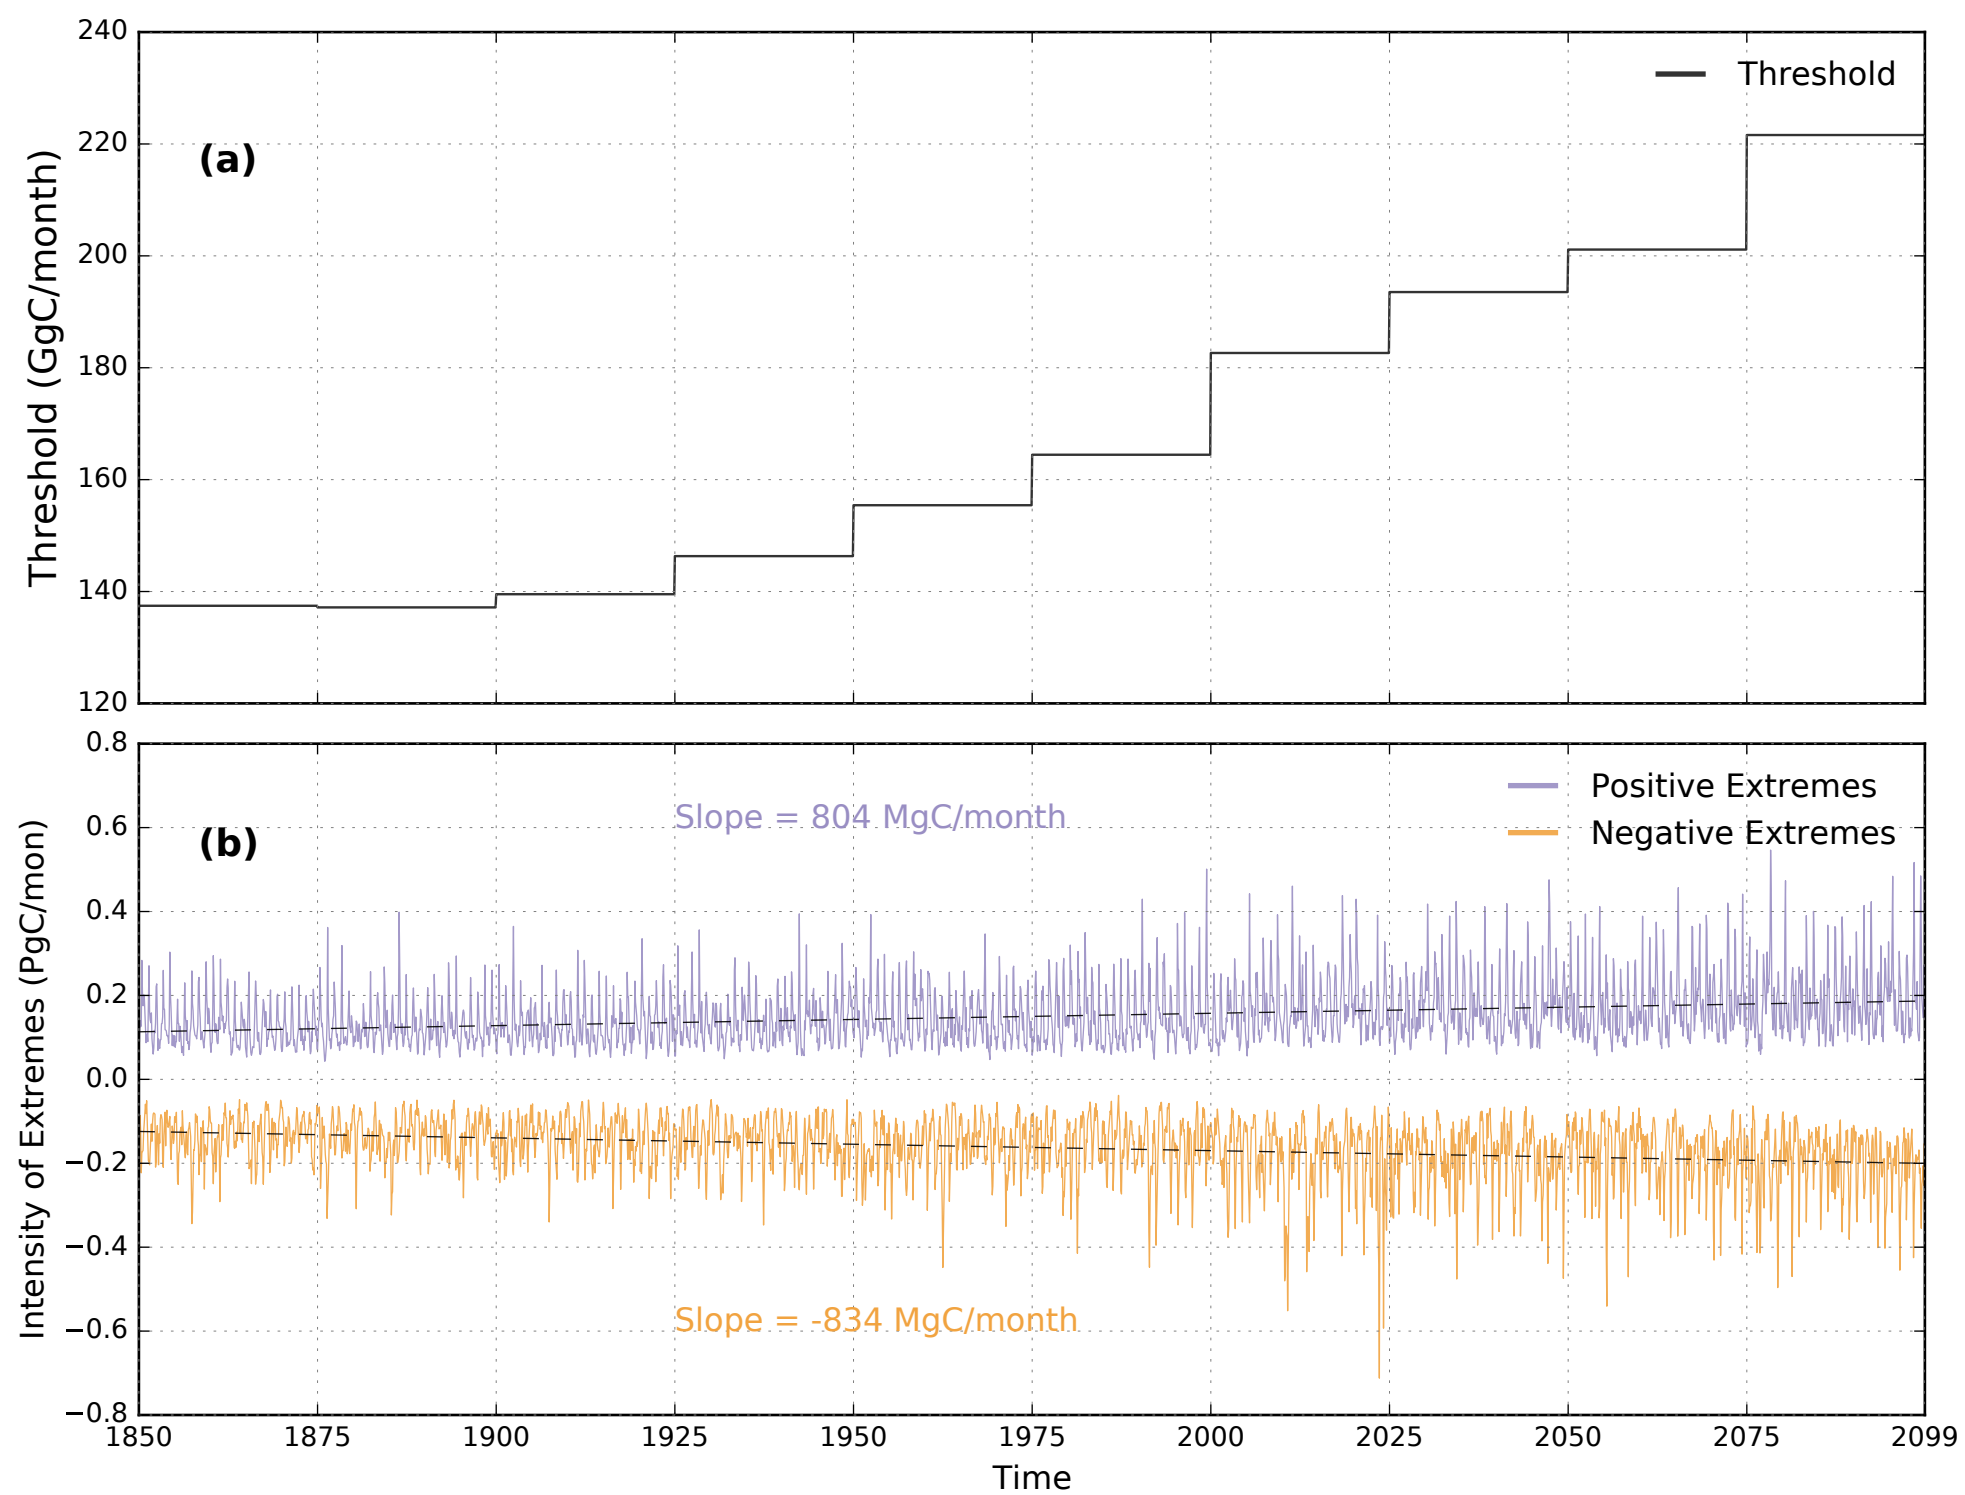 240
220
200
180
160
140
120
Threshold (GgC/month)
(a)
Threshold
0.8
0.6
0.4
0.2
0.0
−0.2
−0.4
−0.6
−0.8
Intensity of Extremes (PgC/mon)
(b)
Slope = 804 MgC/month
Positive Extremes
Negative Extremes
Slope = -834 MgC/month
1850 1875 1900 1925 1950 1975 2000 2025 2050 2075 2099
Time